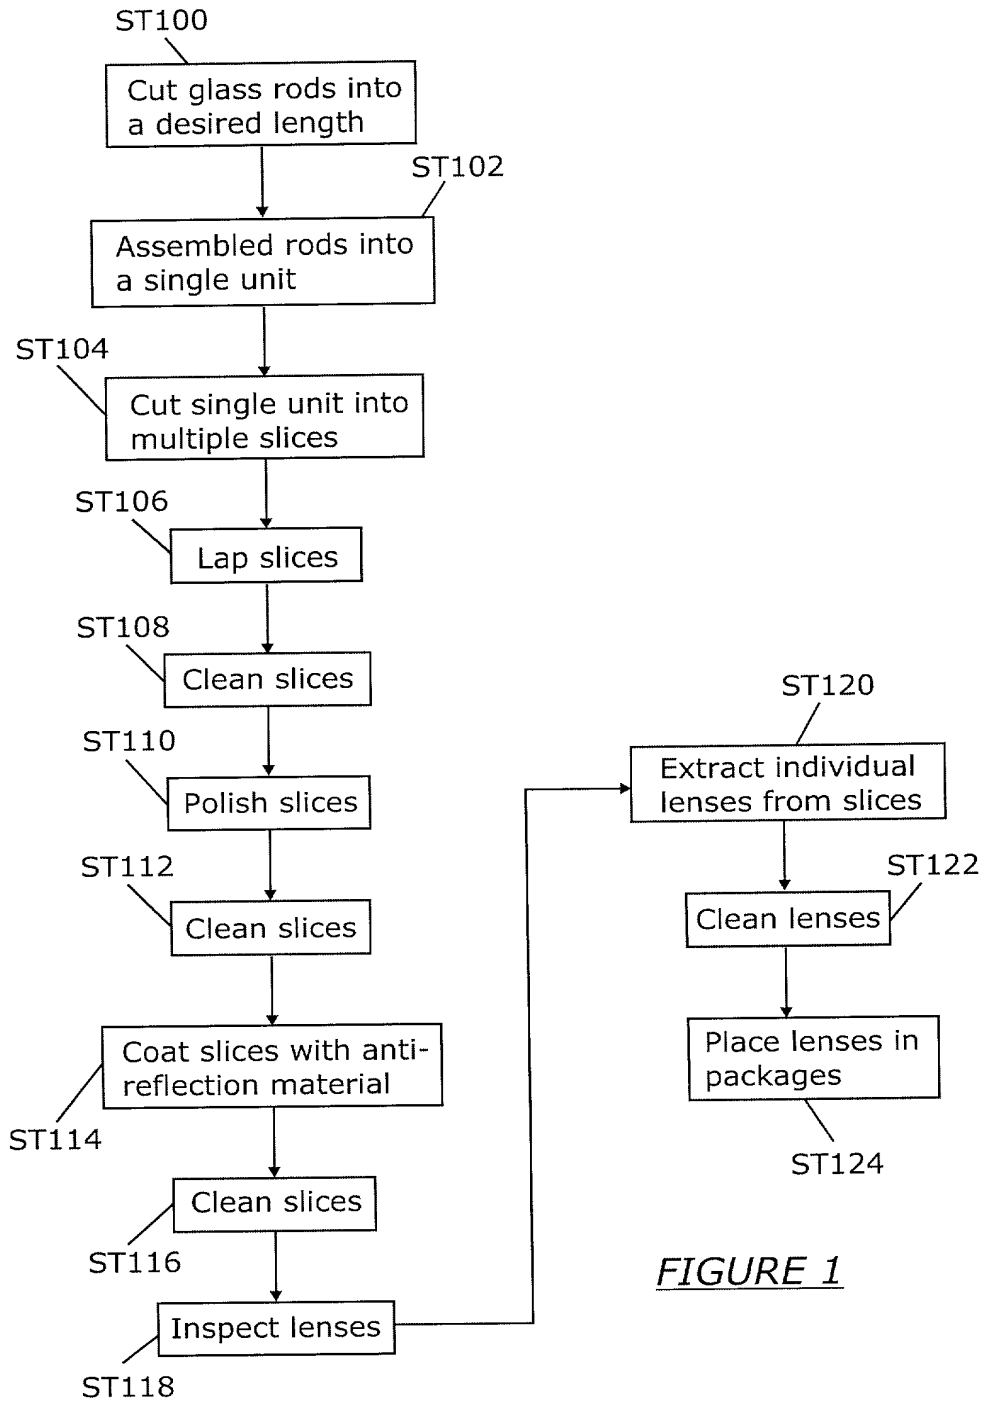 ST100
Cut glass rods into
a desired length
ST102
Assembled rods into
a single unit
ST104
Cut single unit into
multiple slices
ST106
Lap slices
ST108
Clean slices
ST110
Polish slices
ST112
Clean slices
Coat slices with anti-
reflection material
ST114
Clean slices
ST116
Inspect lenses
ST118
ST120
Extract individual
lenses from slices
ST122
Clean lenses
Place lenses in
packages
ST124
FIGURE 1